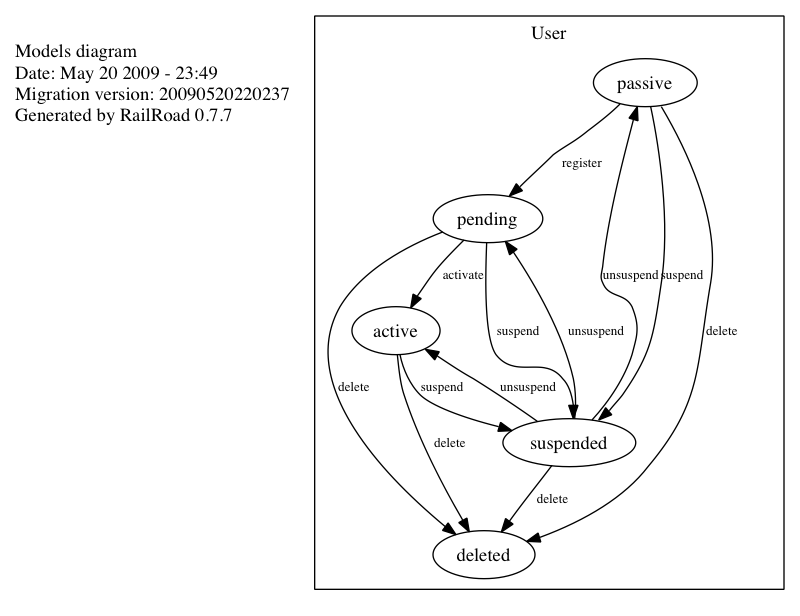 Models diagram
Date: May 20 2009 - 23:49
Migration version: 20090520220237
Generated by RailRoad 0.7.7
User
passive
register
pending
activate
unsuspend
suspend
active
suspend
unsuspend
delete
delete
suspend
unsuspend
delete
suspended
delete
deleted